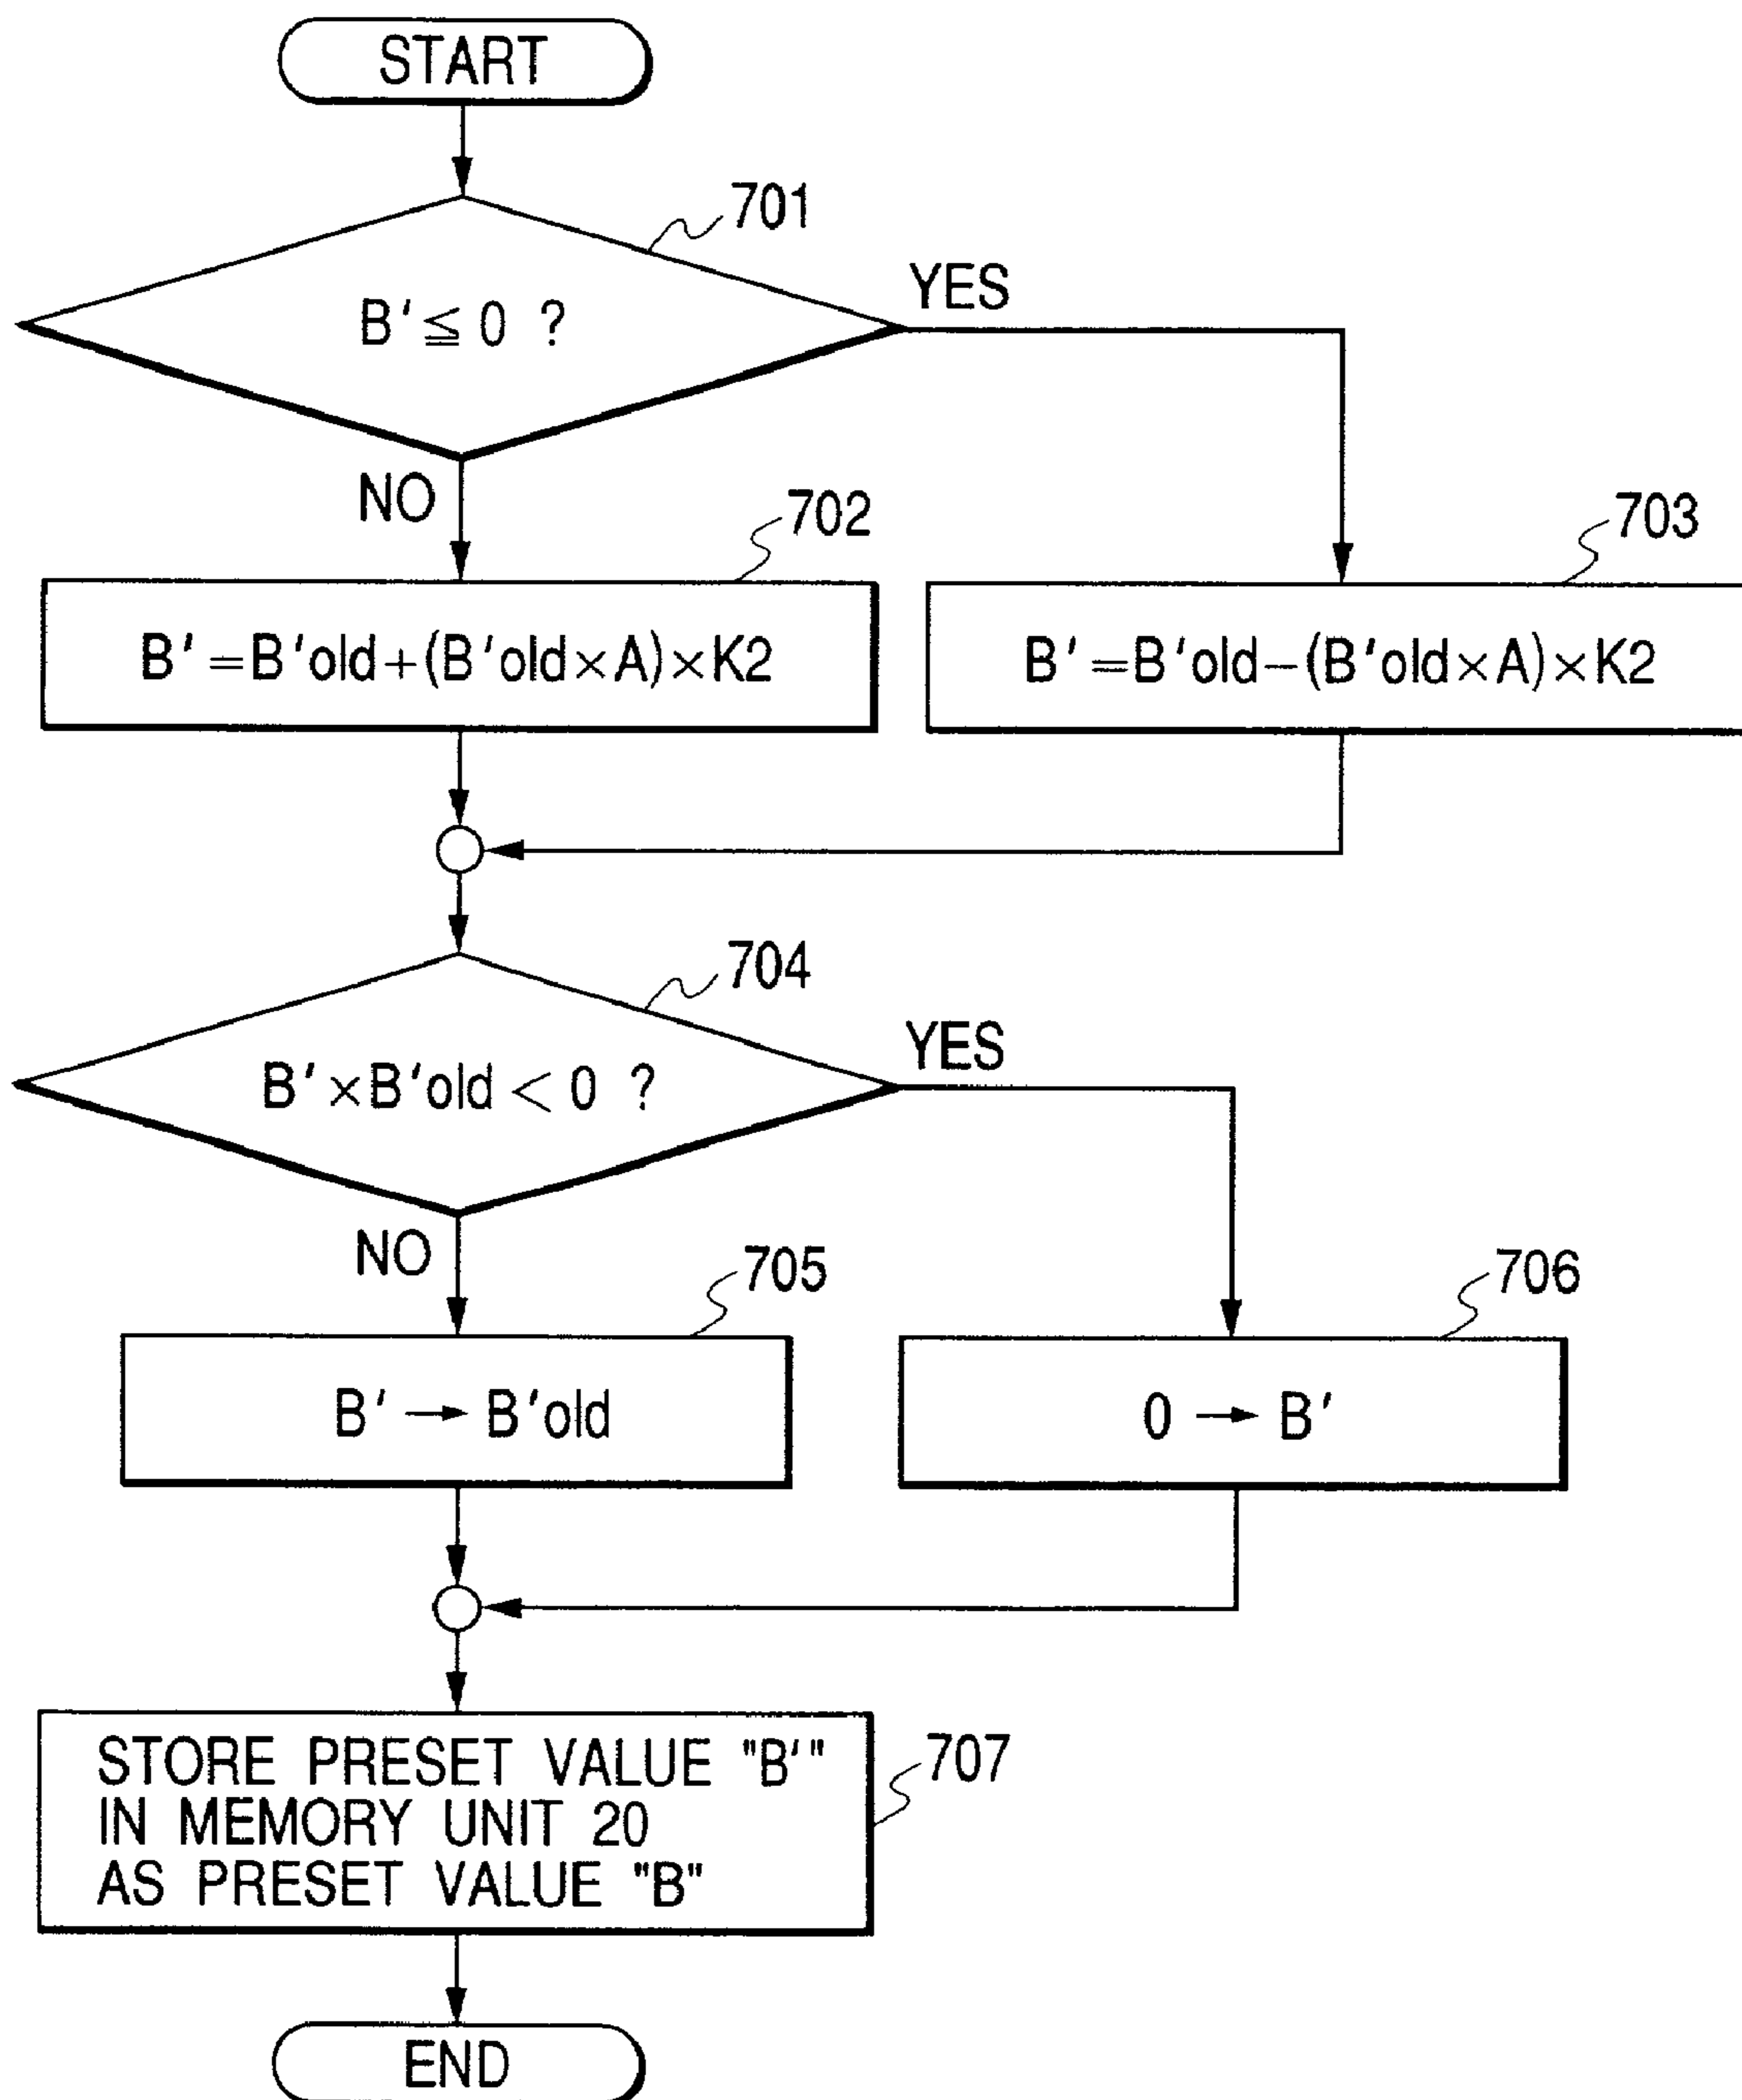 START
701
B'≦0 ?
YES
NO
702
B'=B'old+(B'old×A)×K2
703
B'=B'old−(B'old×A)×K2
704
B'×B'old<0 ?
YES
NO
705
B'→B'old
706
0→B'
STORE PRESET VALUE "B'"
IN MEMORY UNIT 20
AS PRESET VALUE "B"
707
END